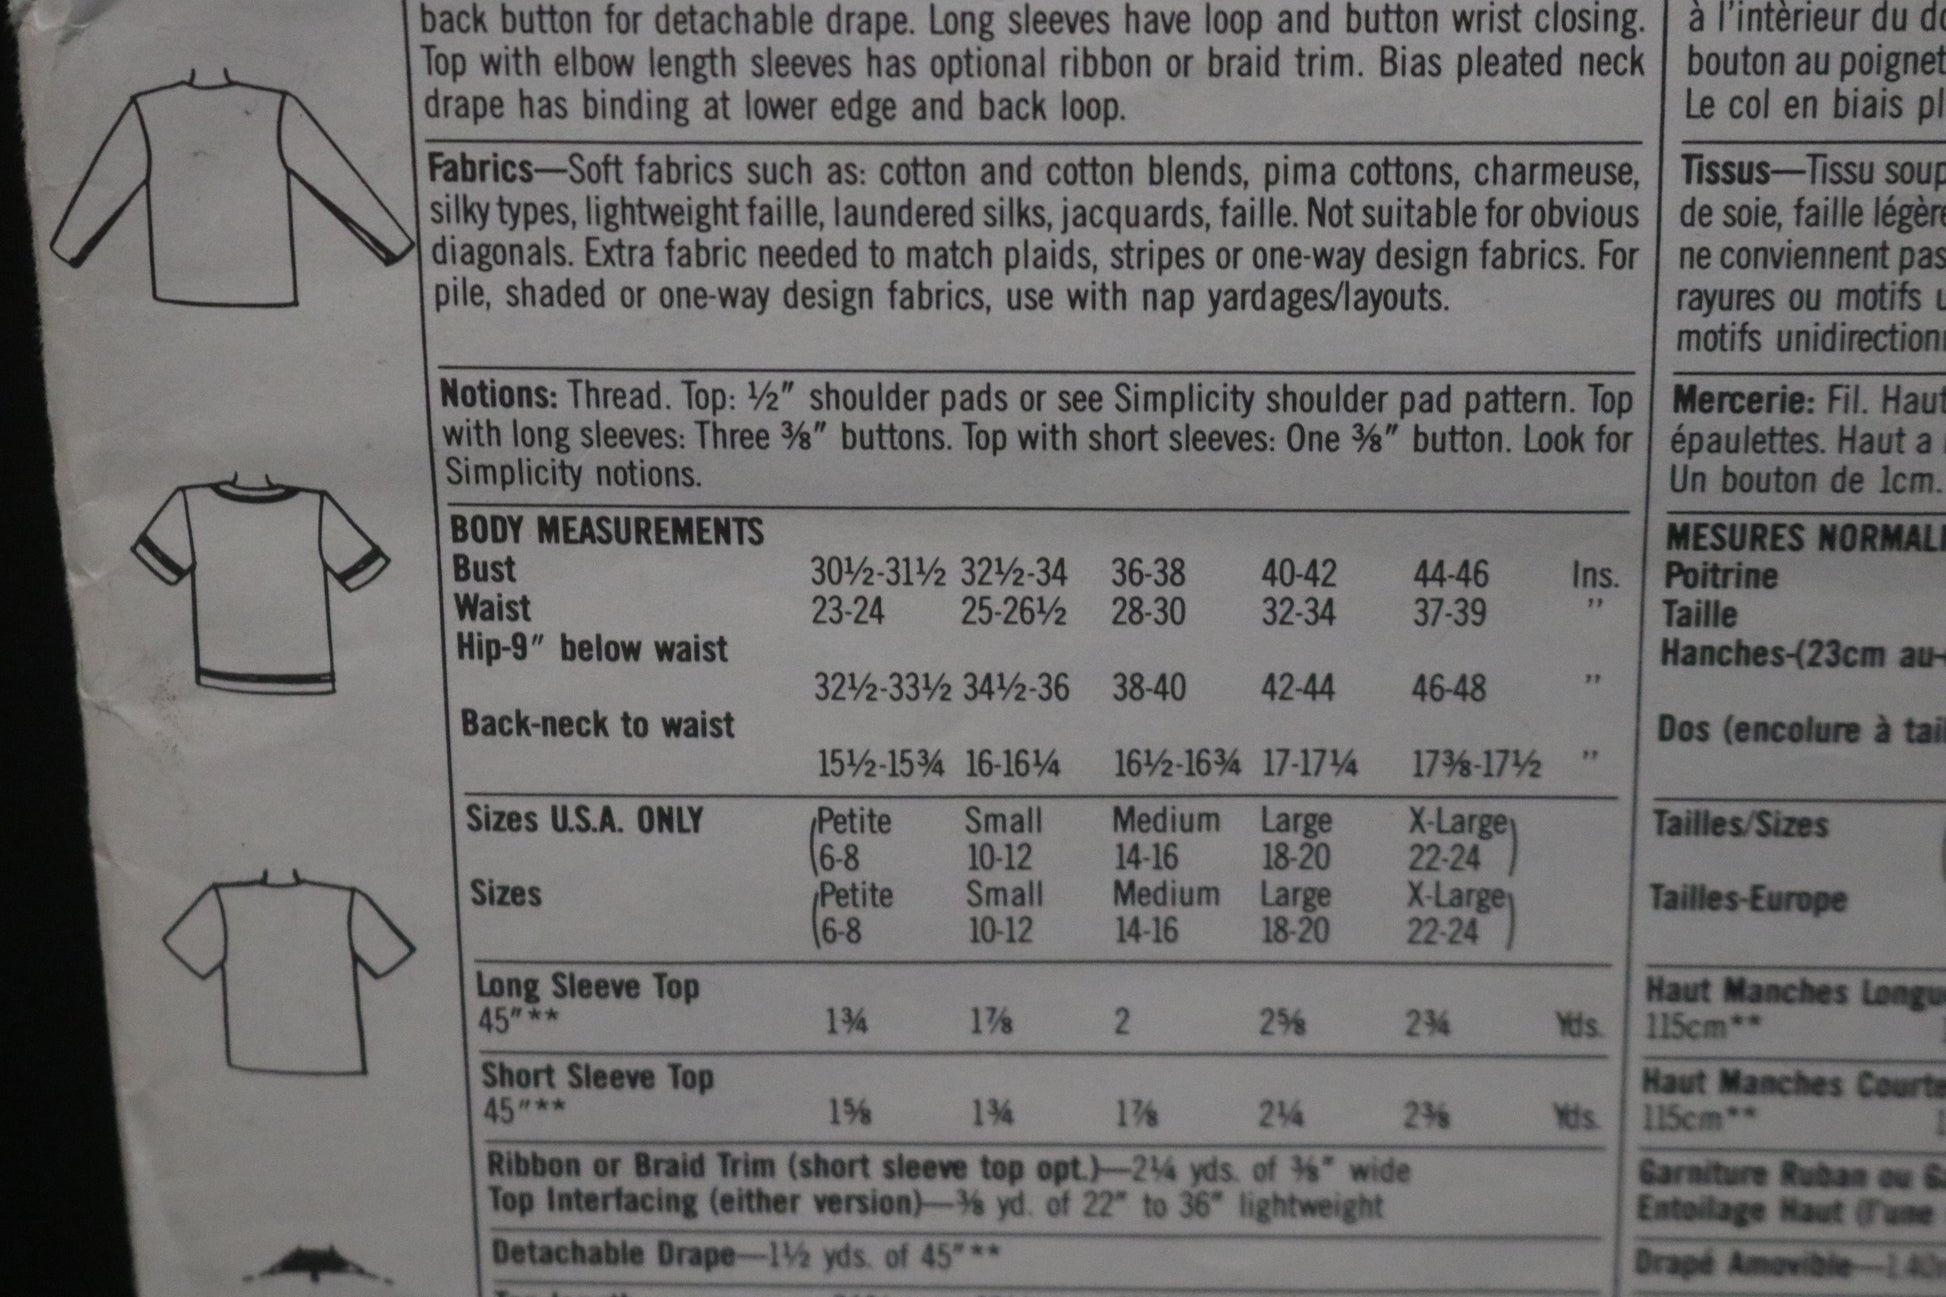 back button for detachable drape. Long sleeves have loop and button wrist closing.
Top with elbow length sleeves has optional ribbon or braid trim. Bias pleated neck
drape has binding at lower edge and back loop.
Fabrics—Soft fabrics such as: cotton and cotton blends, pima cottons, charmeuse,
silky types, lightweight faille, laundered silks, jacquards, faille. Not suitable for obvious
diagonals. Extra fabric needed to match plaids, stripes or one-way design fabrics. For
pile, shaded or one-way design fabrics, use with nap yardages/layouts.
Notions: Thread. Top: ½″ shoulder pads or see Simplicity shoulder pad pattern. Top
with long sleeves: Three ⅜″ buttons. Top with short sleeves: One ⅜″ button. Look for
Simplicity notions.
BODY MEASUREMENTS
Bust 30½-31½ 32½-34 36-38 40-42 44-46 Ins.
Waist 23-24 25-26½ 28-30 32-34 37-39 ″
Hip-9″ below waist
32½-33½ 34½-36 38-40 42-44 46-48 ″
Back-neck to waist
15½-15¾ 16-16¼ 16½-16¾ 17-17¼ 17⅜-17½ ″
Sizes U.S.A. ONLY (Petite Small Medium Large X-Large)
(6-8 10-12 14-16 18-20 22-24)
Sizes (Petite Small Medium Large X-Large)
(6-8 10-12 14-16 18-20 22-24)
Long Sleeve Top
45″** 1¾ 1⅞ 2 2⅝ 2¾ Yds.
Short Sleeve Top
45″** 1⅝ 1¾ 1⅞ 2¼ 2⅜ Yds.
Ribbon or Braid Trim (short sleeve top opt.)—2¼ yds. of ⅜″ wide
Top Interfacing (either version)—⅜ yd. of 22″ to 36″ lightweight
Detachable Drape—1½ yds. of 45″**
à l'intèrieur du
bouton au poignet
Le col en biais
Tissus—Tissu
de soie, faille
ne conviennent pas
rayures ou motifs
motifs
Mercerie: Fil. Haut
épaulettes. Haut a
Un bouton de 1cm.
MESURES
Poitrine
Taille
Hanches-(23cm
Dos (encolure à
Tailles/Sizes
Tailles-Europe
Haut Manches
115cm**
Haut Manches
115cm**
Garniture Ruban ou
Entoilage Haut
Drapé Amovible—